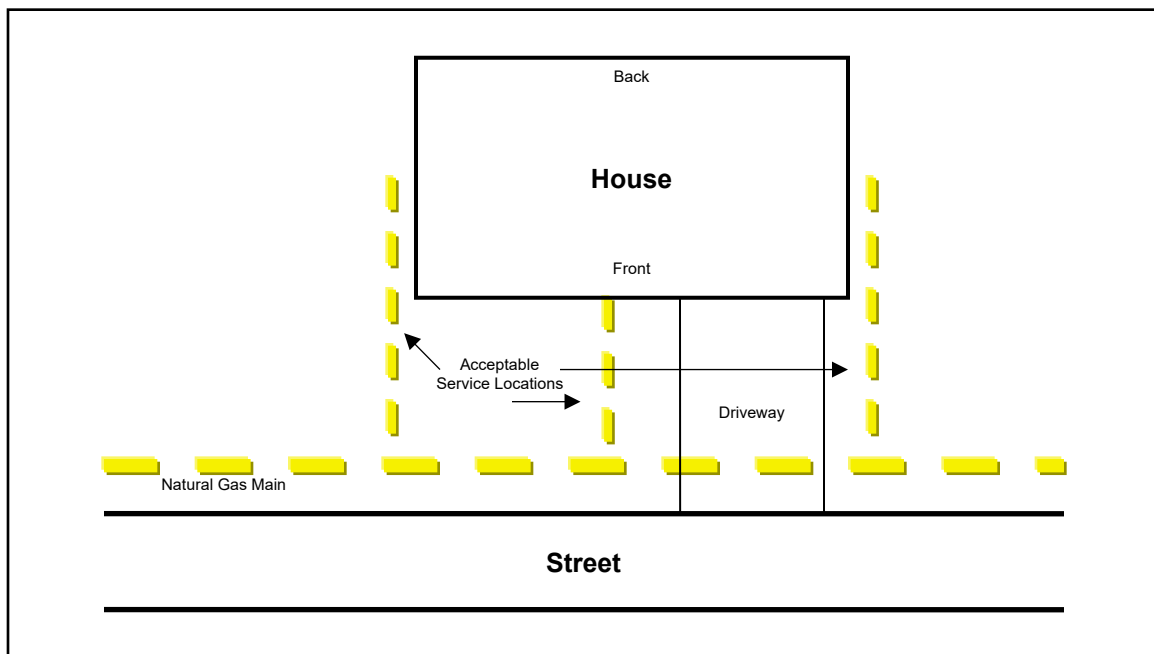 Back
House
Front
Acceptable
Service Locations
Driveway
Natural Gas Main
Street